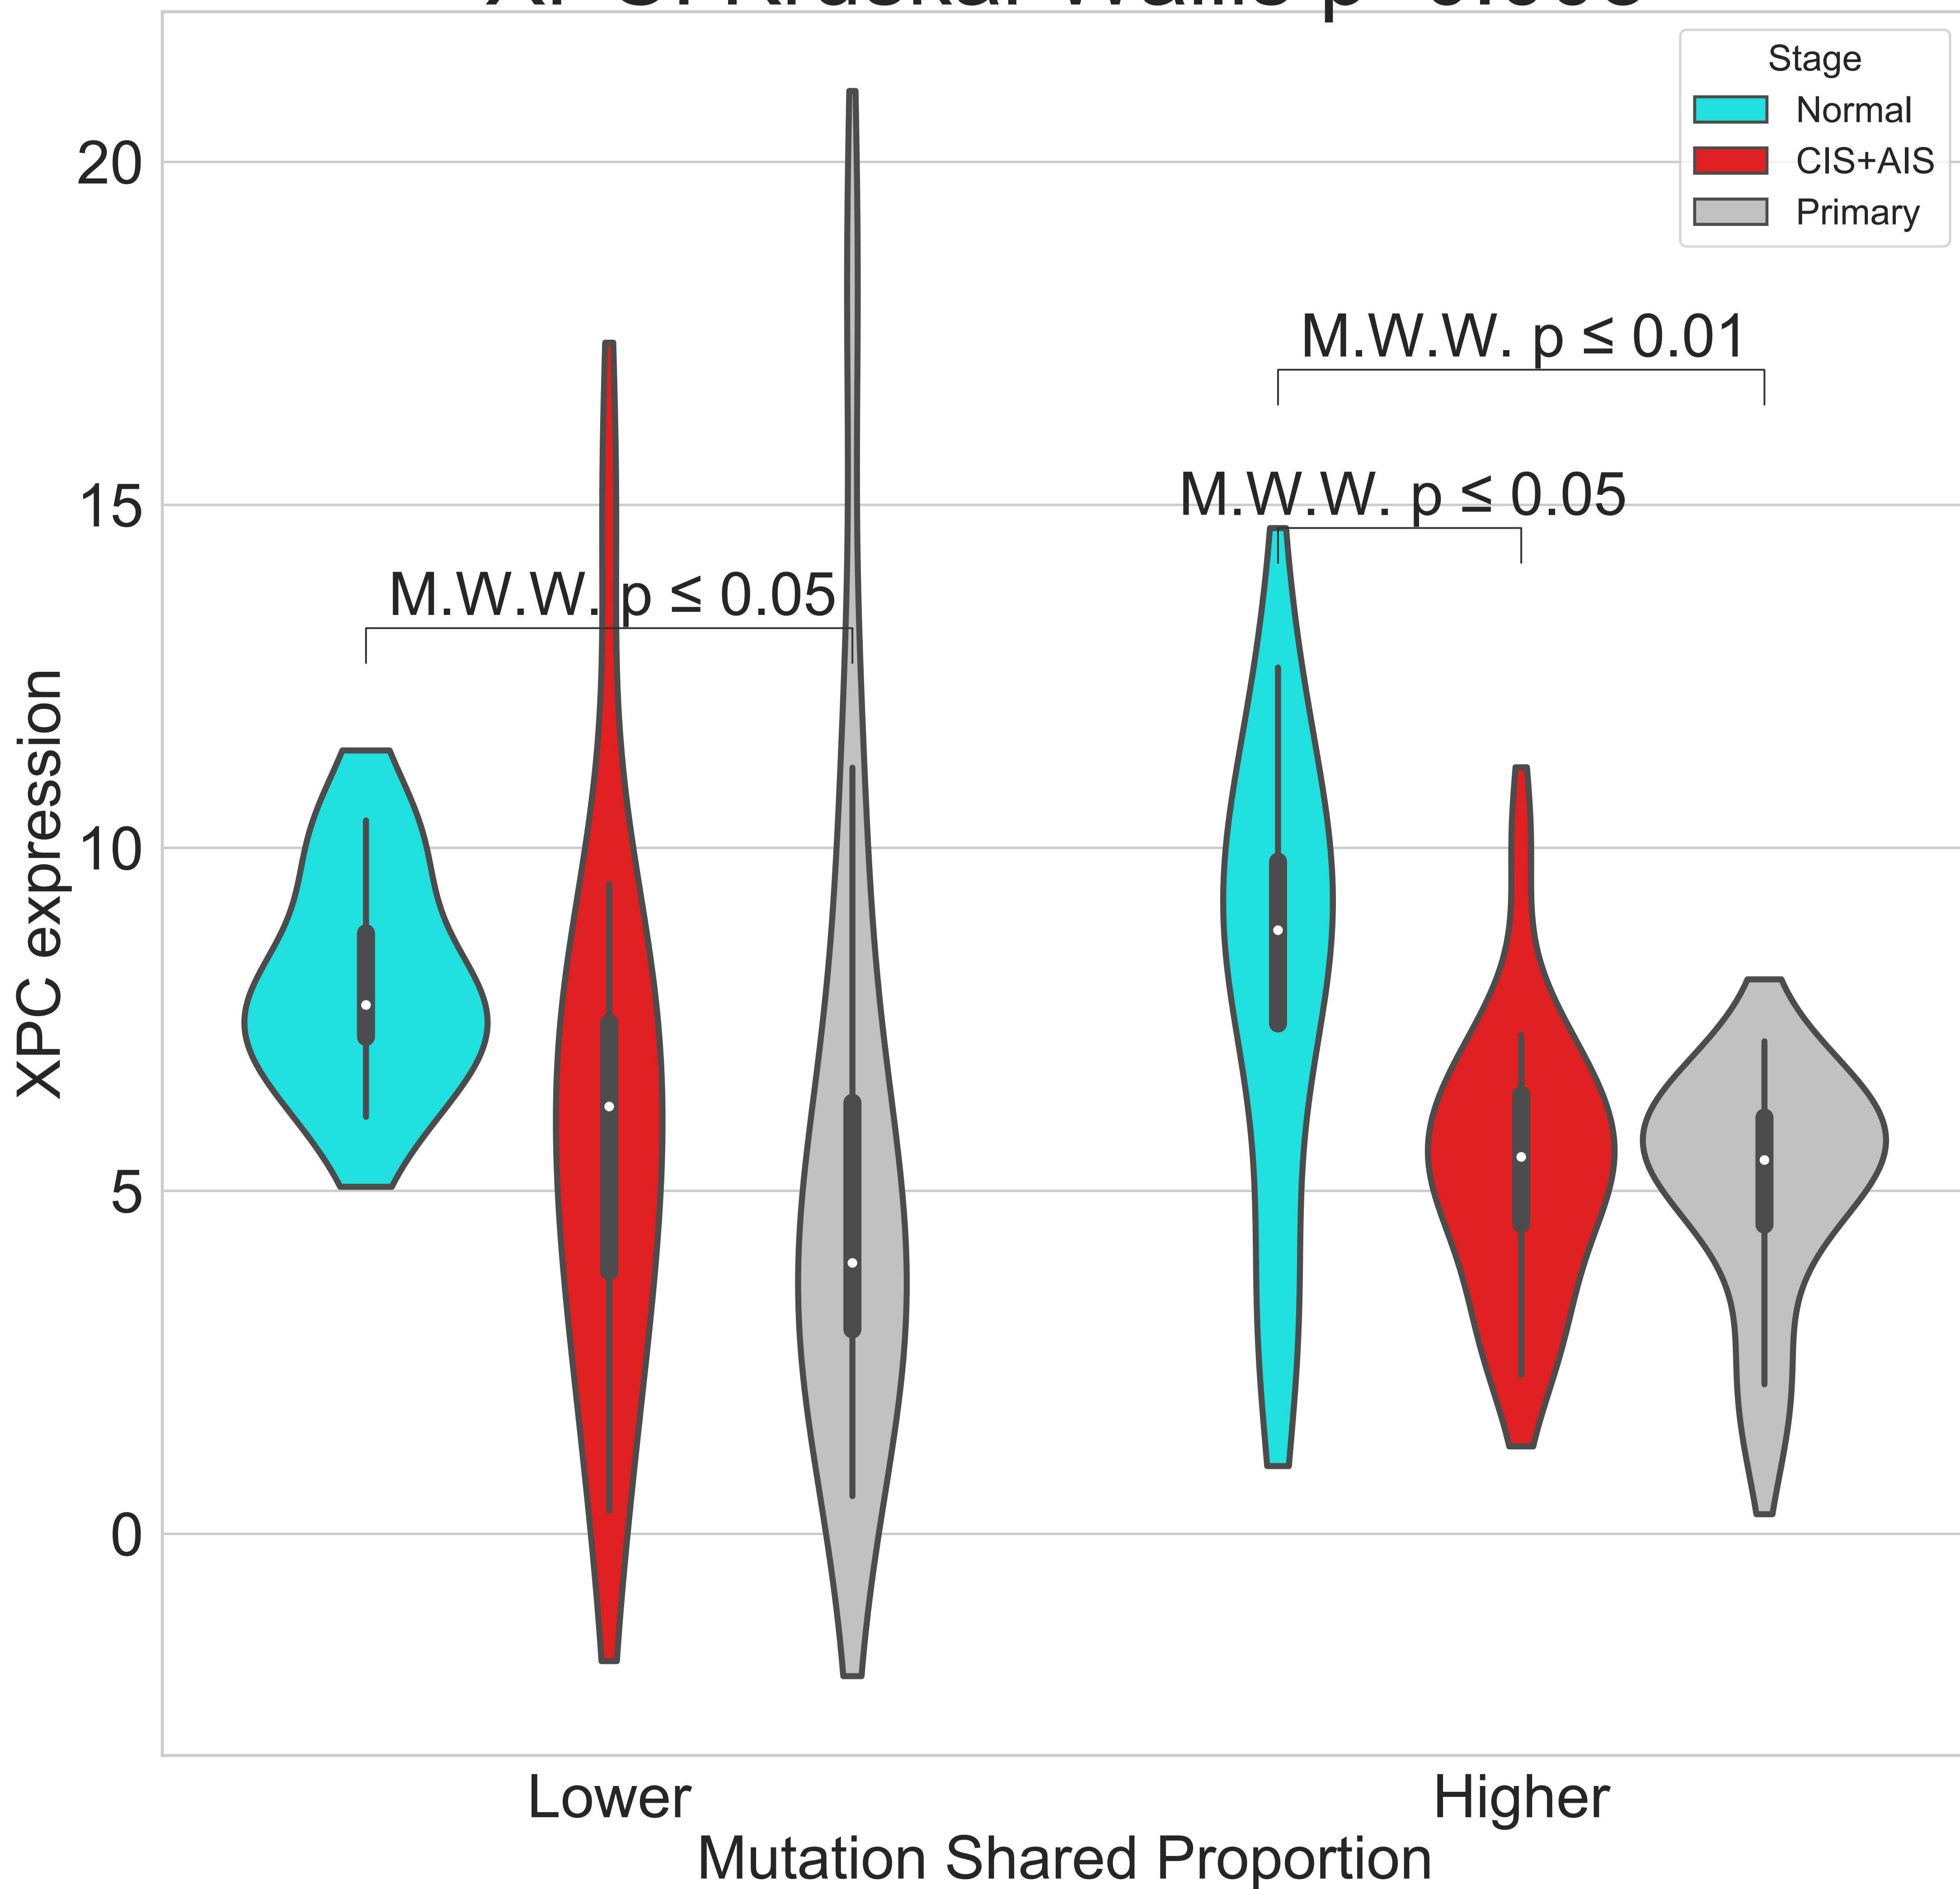 Stage
Normal
CIS+AIS
Primary
20
15
10
5
0
XPC expression
M.W.W. p ≤ 0.01
M.W.W. p ≤ 0.05
M.W.W. p ≤ 0.05
Lower
Higher
Mutation Shared Proportion